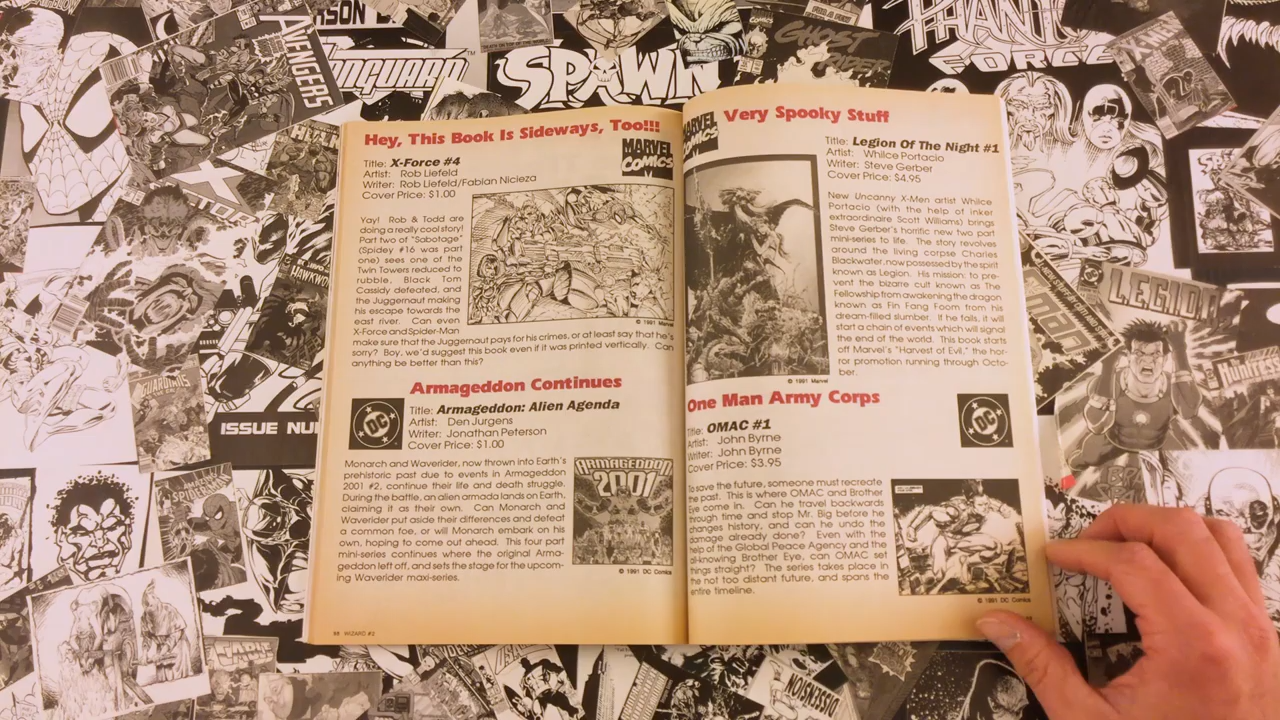 AVENGERS
SPAWN
GHOST
RIDER
FORCE
X-MEN
Hey, This Book Is Sideways, Too!!!
MARVEL
COMICS
Title: X-Force #4
Artist: Rob Liefeld
Writer: Rob Liefeld/Fabian Nicieza
Cover Price: $1.00
Yay! Rob & Todd are
doing a really cool story!
Part two of "Sabotage"
(Spidey #16 was part
one) sees one of the
Twin Towers reduced to
rubble, Black Tom
Cassidy defeated, and
the Juggernaut making
his escape towards the
east river. Can even
X-Force and Spider-Man
make sure that the Juggernaut pays for his crimes, or at least say that he's
sorry? Boy, we'd suggest this book even if it was printed vertically. Can
anything be better than this?
© 1991 Marvel
Armageddon Continues
DC
Title: Armageddon: Alien Agenda
Artist: Den Jurgens
Writer: Jonathan Peterson
Cover Price: $1.00
Monarch and Waverider, now thrown into Earth's
prehistoric past due to events in Armageddon
2001 #2, continue their life and death struggle.
During the battle, an alien armada lands on Earth,
claiming it as their own. Can Monarch and
Waverider put aside their differences and defeat
a common foe, or will Monarch embark on his
own, hoping to come out ahead. This four part
mini-series continues where the original Arma-
geddon left off, and sets the stage for the upcom-
ing Waverider maxi-series.
ARMAGEDDON
2001
© 1991 DC Comics
68 WIZARD #2
Very Spooky Stuff
MARVEL
COMICS
Title: Legion Of The Night #1
Artist: Whilce Portacio
Writer: Steve Gerber
Cover Price: $4.95
New Uncanny X-Men artist Whilce
Portacio (with the help of inker
extraordinaire Scott Williams) brings
Steve Gerber's horrific new two part
mini-series to life. The story revolves
around the living corpse Charles
Blackwater, now possessed by the spirit
known as Legion. His mission: to pre-
vent the bizarre cult known as The
Fellowship from awakening the dragon
known as Fin Fang Foom from his
dream-filled slumber. If he fails, it will
start a chain of events which will signal
the end of the world. This book starts
off Marvel's "Harvest of Evil," the hor-
ror promotion running through Octo-
ber.
© 1991 Marvel
One Man Army Corps
DC
Title: OMAC #1
Artist: John Byrne
Writer: John Byrne
Cover Price: $3.95
To save the future, someone must recreate
the past. This is where OMAC and Brother
Eye come in. Can he travel backwards
through time and stop Mr. Big before he
changes history, and can he undo the
damage already done? Even with the
help of the Global Peace Agency and the
all-knowing Brother Eye, can OMAC set
things straight? The series takes place in
the not too distant future, and spans the
entire timeline.
© 1991 DC Comics
HAWKWO
GUARDIANS
ISSUE NU
SPIDER
LEGION
Huntress
DISSENSION